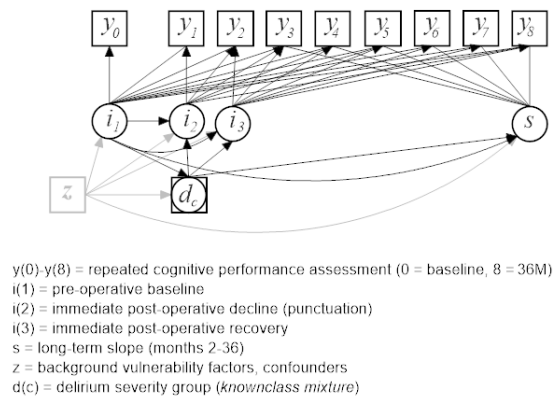 y0 y1 y2 y3 y4 y5 y6 y7 y8
i1 i2 i3 s
z dc
y(0)-y(8) = repeated cognitive performance assessment (0 = baseline, 8 = 36M)
i(1) = pre-operative baseline
i(2) = immediate post-operative decline (punctuation)
i(3) = immediate post-operative recovery
s = long-term slope (months 2-36)
z = background vulnerability factors, confounders
d(c) = delirium severity group (knownclass mixture)